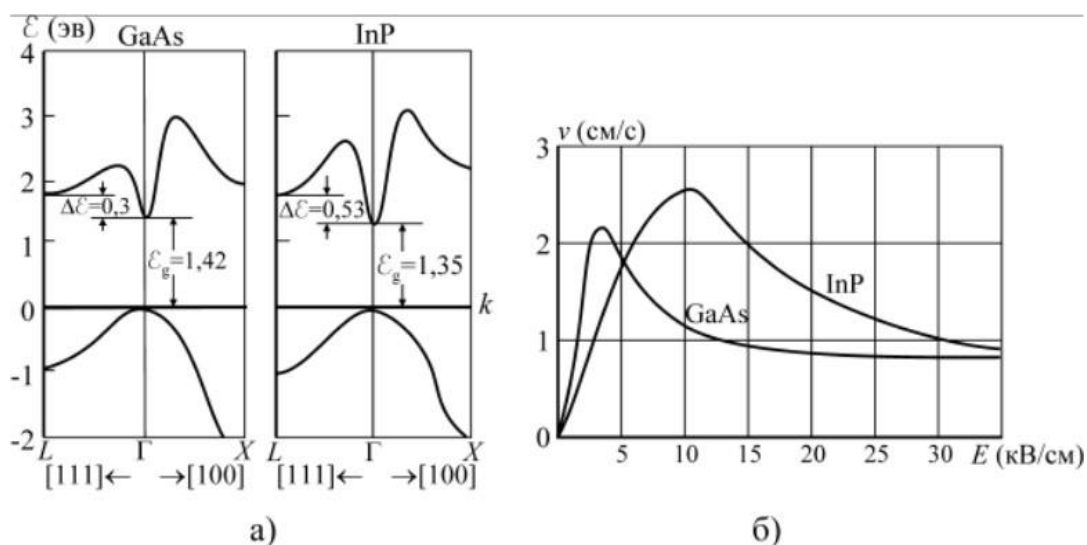 ℰ (эв)
GaAs
InP
4
3
2
1
0
-1
-2
Δℰ=0,3
ℰg=1,42
Δℰ=0,53
ℰg=1,35
k
L Γ X
[111]← →[100]
L Γ X
[111]← →[100]
а)
v (см/с)
3
2
1
0
InP
GaAs
5 10 15 20 25 30 E (кВ/см)
б)